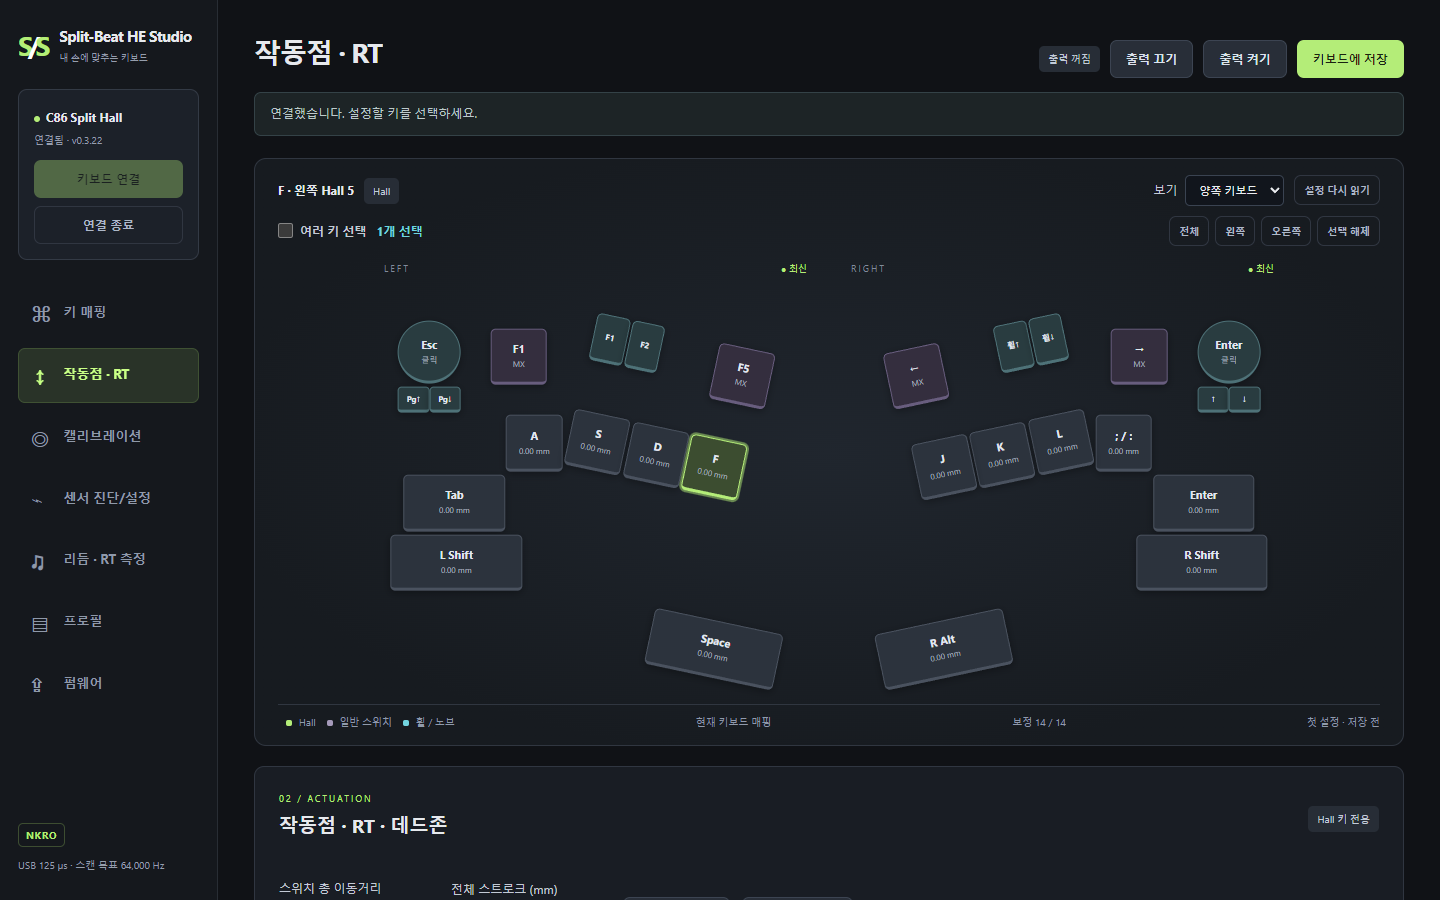 S/S
Split-Beat HE Studio
내 손에 맞추는 키보드
C86 Split Hall
연결됨 · v0.3.22
키보드 연결
연결 종료
키 매핑
작동점 · RT
캘리브레이션
센서 진단/설정
리듬 · RT 측정
프로필
펌웨어
NKRO
USB 125 µs · 스캔 목표 64,000 Hz
작동점 · RT
출력 꺼짐
출력 끄기
출력 켜기
키보드에 저장
연결했습니다. 설정할 키를 선택하세요.
F · 왼쪽 Hall 5
Hall
보기
양쪽 키보드
설정 다시 읽기
여러 키 선택
1개 선택
전체
왼쪽
오른쪽
선택 해제
LEFT
● 최신
RIGHT
● 최신
Esc
클릭
Pg↑
Pg↓
F1
MX
F1
F2
F5
MX
←
MX
휠↑
휠↓
→
MX
Enter
클릭
↑
↓
A
0.00 mm
S
0.00 mm
D
0.00 mm
F
0.00 mm
J
0.00 mm
K
0.00 mm
L
0.00 mm
;/:
0.00 mm
Tab
0.00 mm
Enter
0.00 mm
L Shift
0.00 mm
R Shift
0.00 mm
Space
0.00 mm
R Alt
0.00 mm
Hall
일반 스위치
휠 / 노브
현재 키보드 매핑
보정 14 / 14
첫 설정 · 저장 전
02 / ACTUATION
작동점 · RT · 데드존
Hall 키 전용
스위치 총 이동거리
전체 스트로크 (mm)